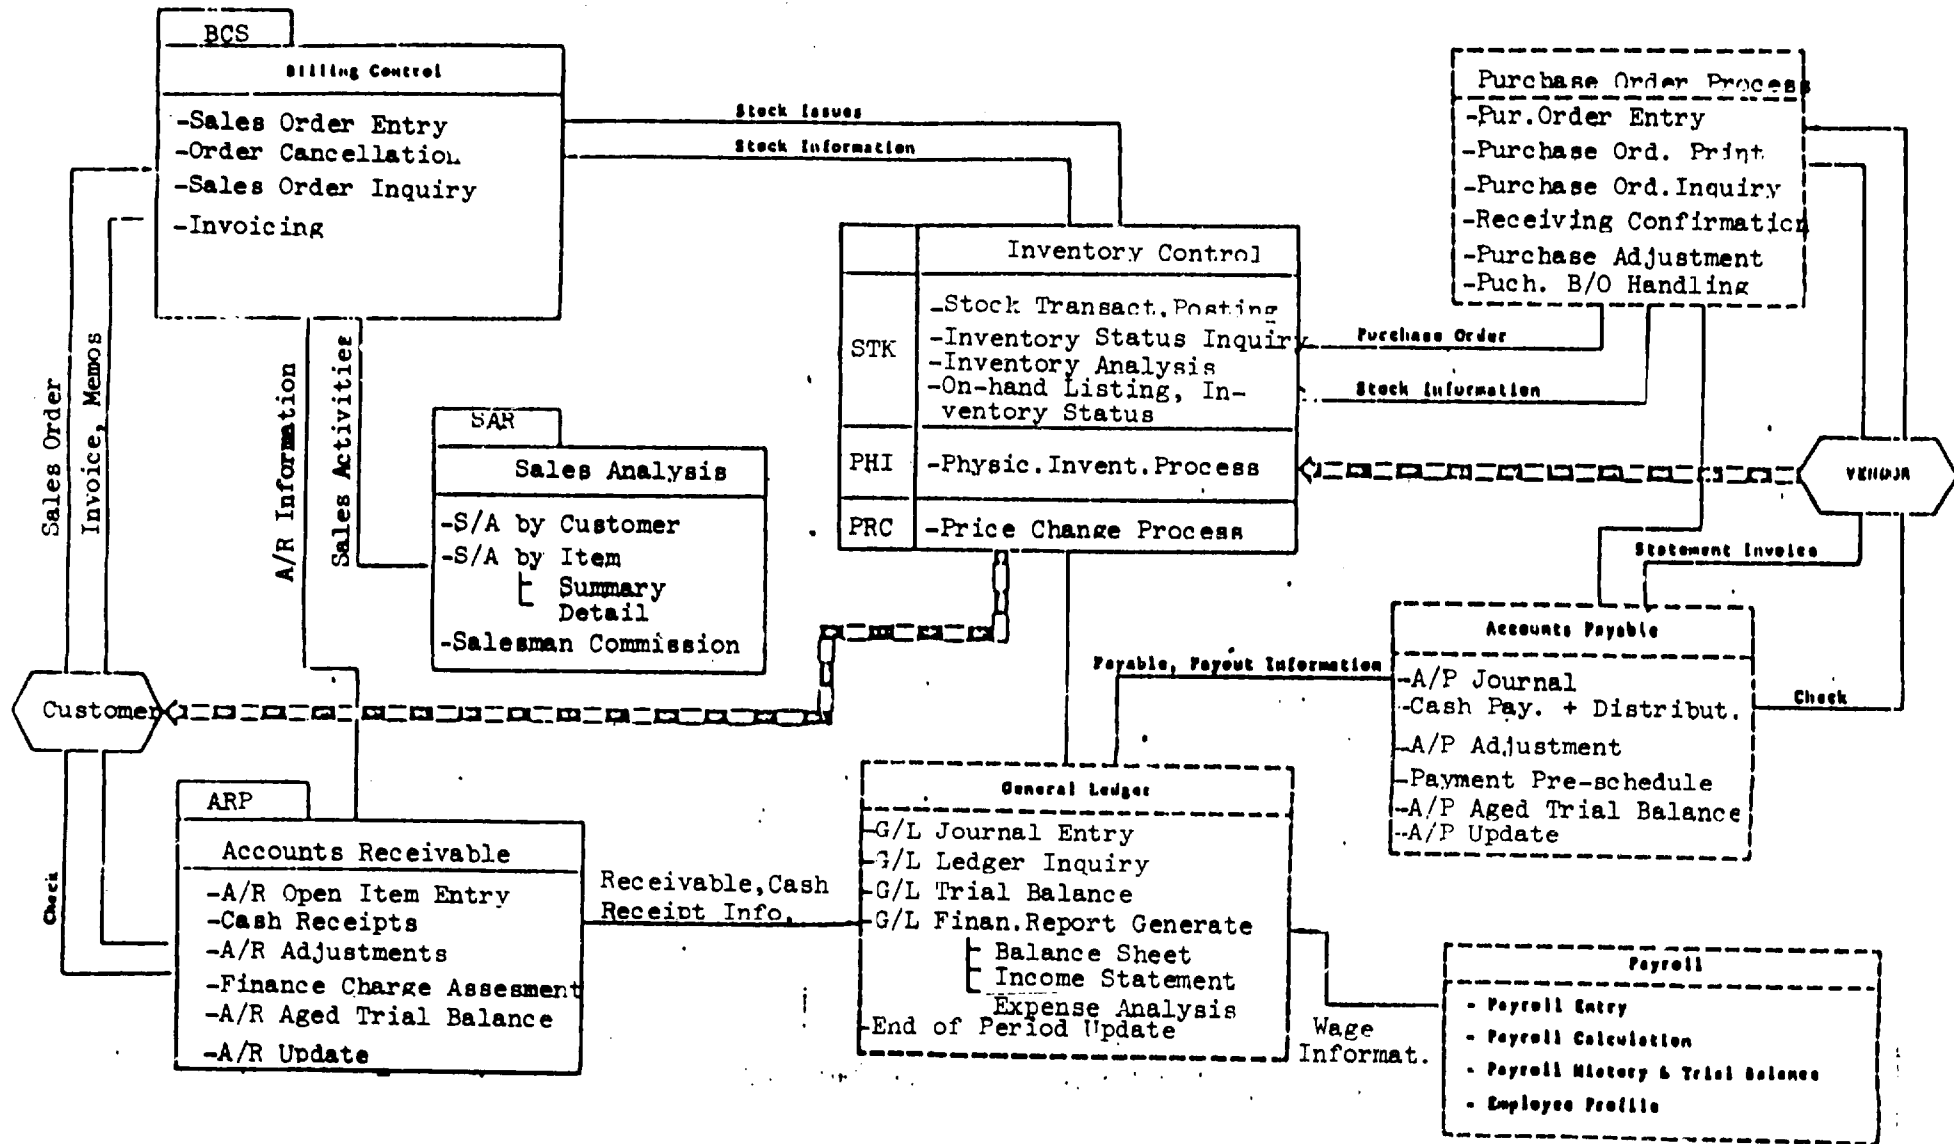 BCS
Billing Control
-Sales Order Entry
-Order Cancellation
-Sales Order Inquiry
-Invoicing
Stock Issues
Stock Information
Purchase Order Process
-Pur.Order Entry
-Purchase Ord. Print
-Purchase Ord.Inquiry
-Receiving Confirmation
-Purchase Adjustment
-Puch. B/O Handling
Inventory Control
STK
-Stock Transact.Posting
-Inventory Status Inquiry
-Inventory Analysis
-On-hand Listing, In-
ventory Status
PHI
-Physic.Invent.Process
PRC
-Price Change Process
Purchase Order
Stock Information
VENDOR
Sales Order
Invoice, Memos
A/R Information
Sales Activities
SAR
Sales Analysis
-S/A by Customer
-S/A by Item
Summary
Detail
-Salesman Commission
Statement Invoice
Accounts Payable
-A/P Journal
-Cash Pay. + Distribut.
-A/P Adjustment
-Payment Pre-schedule
-A/P Aged Trial Balance
-A/P Update
Payable, Payout Information
Check
Customer
Check
ARP
Accounts Receivable
-A/R Open Item Entry
-Cash Receipts
-A/R Adjustments
-Finance Charge Assesment
-A/R Aged Trial Balance
-A/R Update
Receivable,Cash
Receipt Info.
General Ledger
-G/L Journal Entry
-G/L Ledger Inquiry
-G/L Trial Balance
-G/L Finan.Report Generate
Balance Sheet
Income Statement
Expense Analysis
-End of Period Update
Wage
Informat.
Payroll
- Payroll Entry
- Payroll Calculation
- Payroll History & Trial Balance
- Employee Profile